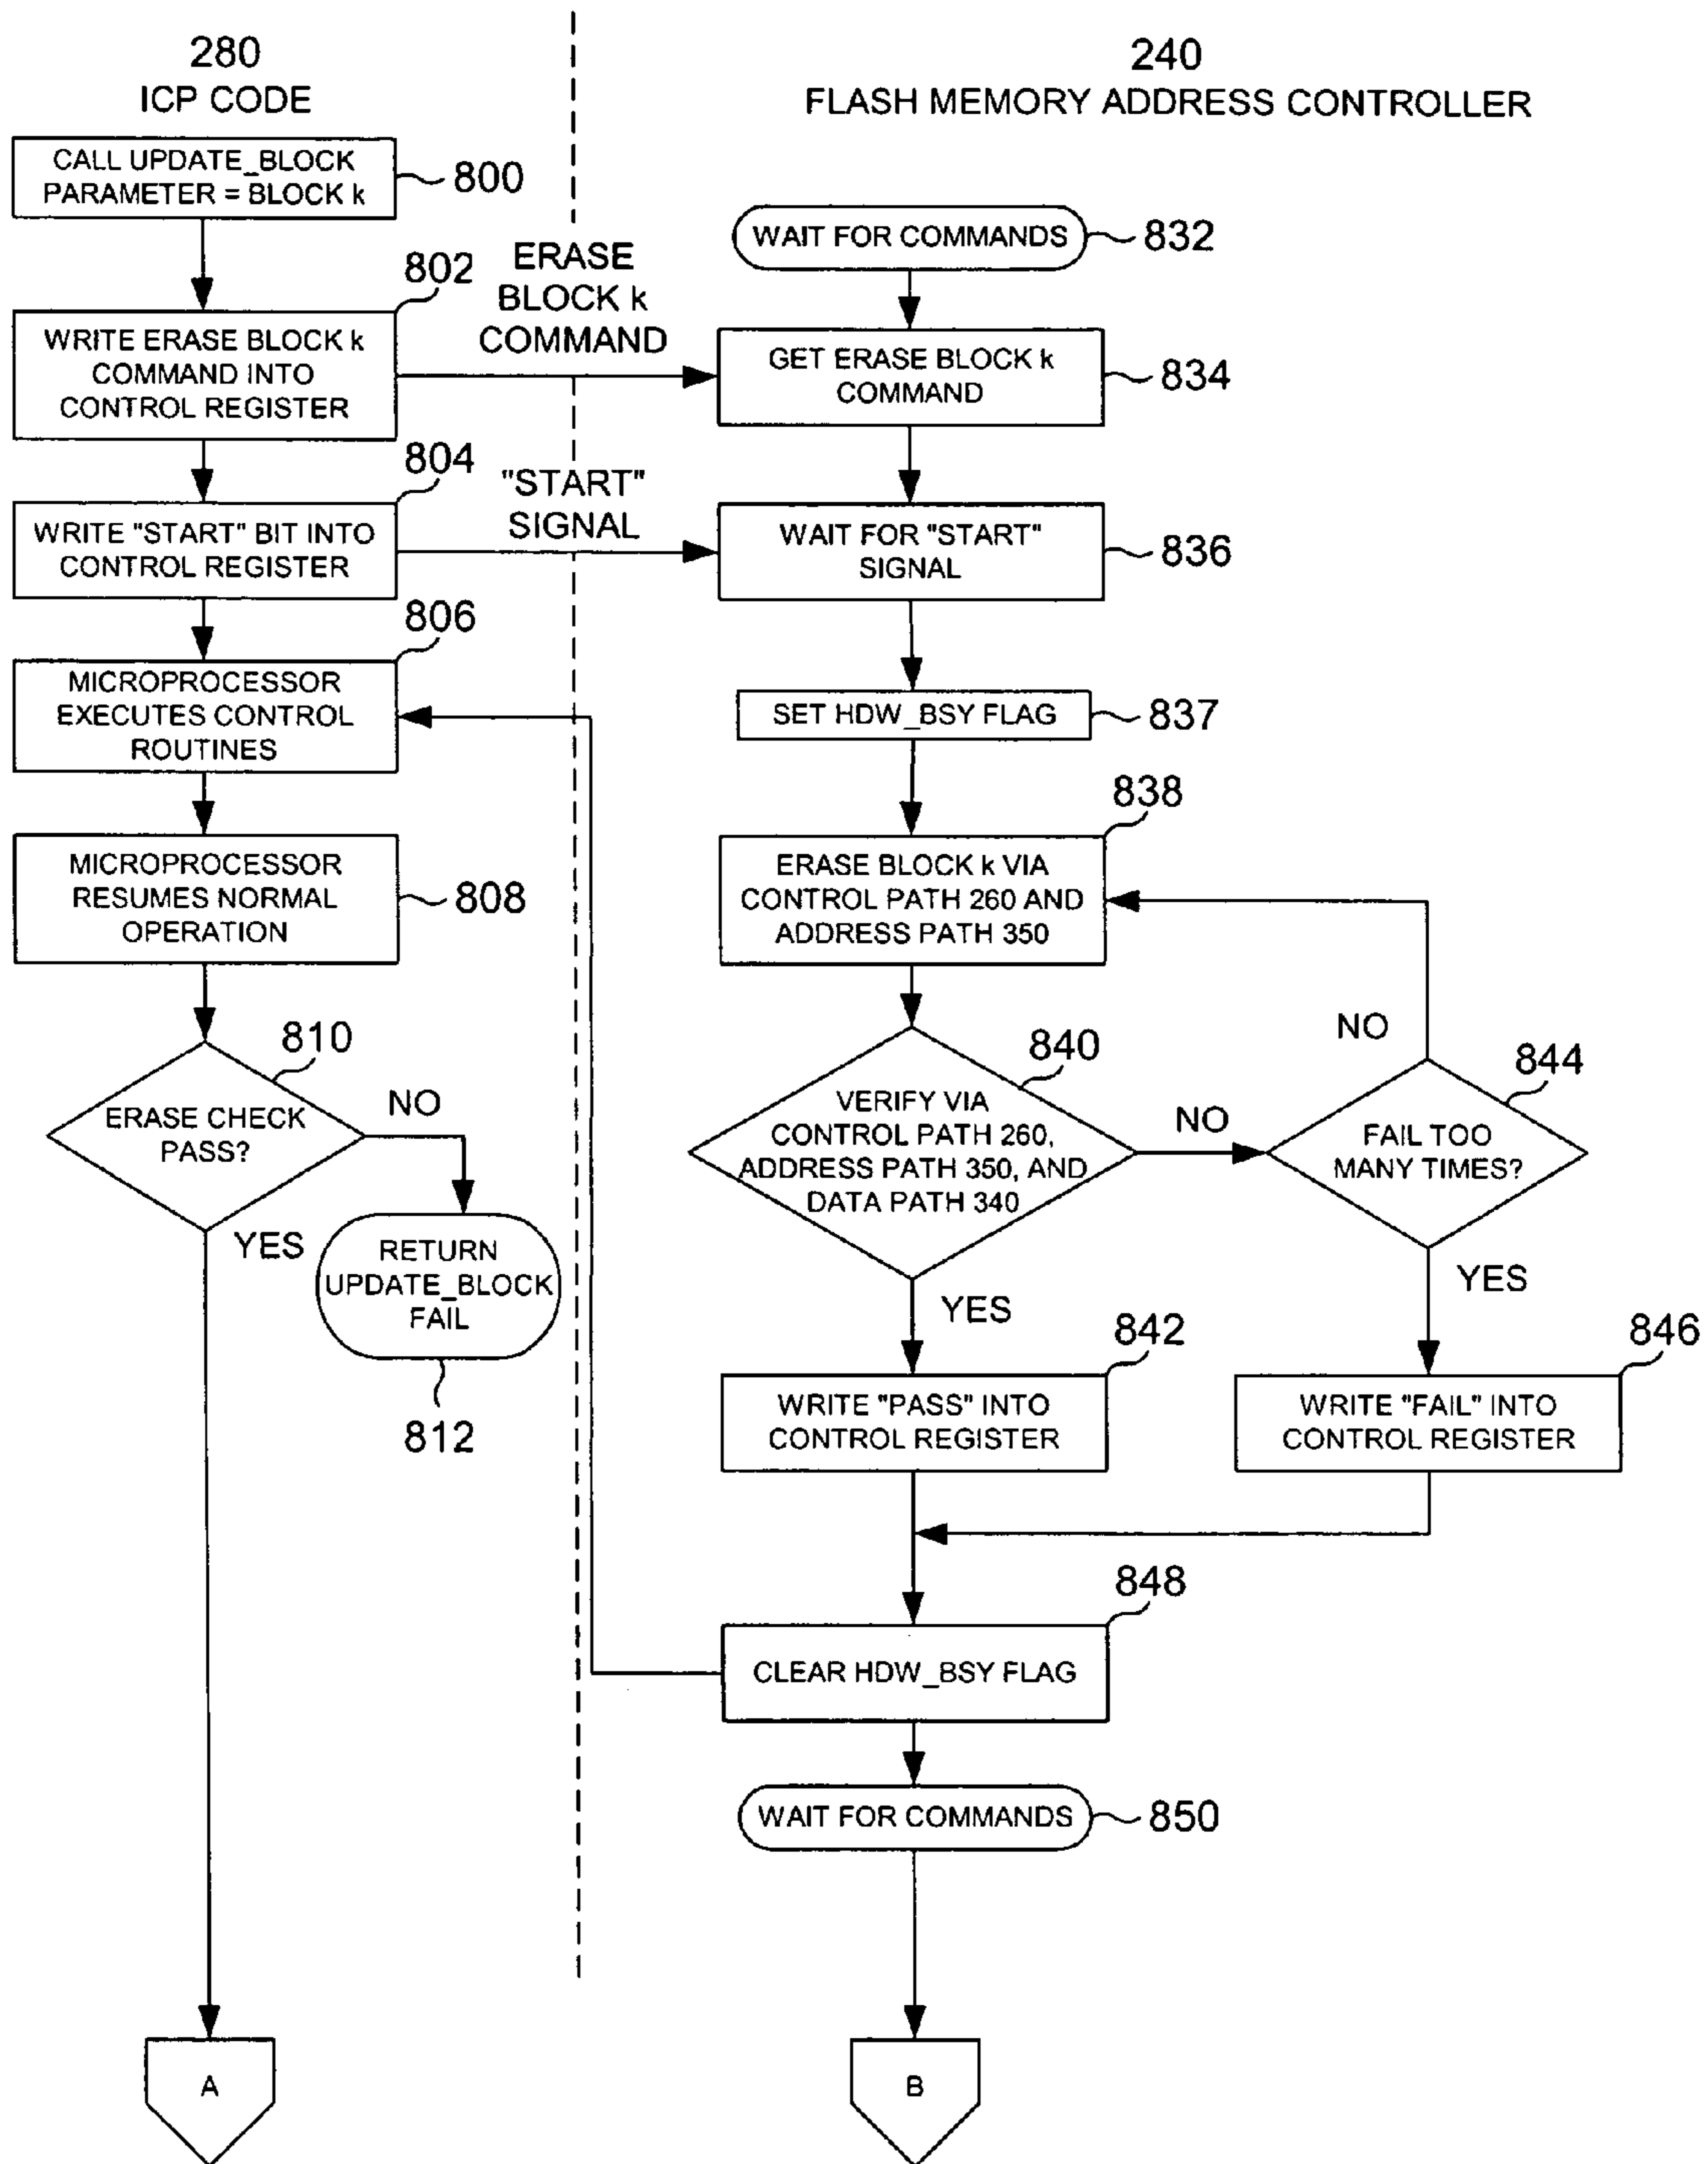 280
ICP CODE
CALL UPDATE_BLOCK
PARAMETER = BLOCK k
800
802
WRITE ERASE BLOCK k
COMMAND INTO
CONTROL REGISTER
804
WRITE "START" BIT INTO
CONTROL REGISTER
806
MICROPROCESSOR
EXECUTES CONTROL
ROUTINES
MICROPROCESSOR
RESUMES NORMAL
OPERATION
808
810
ERASE CHECK
PASS?
NO
YES
RETURN
UPDATE_BLOCK
FAIL
812
A
ERASE
BLOCK k
COMMAND
"START"
SIGNAL
240
FLASH MEMORY ADDRESS CONTROLLER
WAIT FOR COMMANDS
832
GET ERASE BLOCK k
COMMAND
834
WAIT FOR "START"
SIGNAL
836
SET HDW_BSY FLAG
837
838
ERASE BLOCK k VIA
CONTROL PATH 260 AND
ADDRESS PATH 350
840
VERIFY VIA
CONTROL PATH 260,
ADDRESS PATH 350, AND
DATA PATH 340
NO
YES
NO
844
FAIL TOO
MANY TIMES?
YES
842
WRITE "PASS" INTO
CONTROL REGISTER
846
WRITE "FAIL" INTO
CONTROL REGISTER
848
CLEAR HDW_BSY FLAG
WAIT FOR COMMANDS
850
B